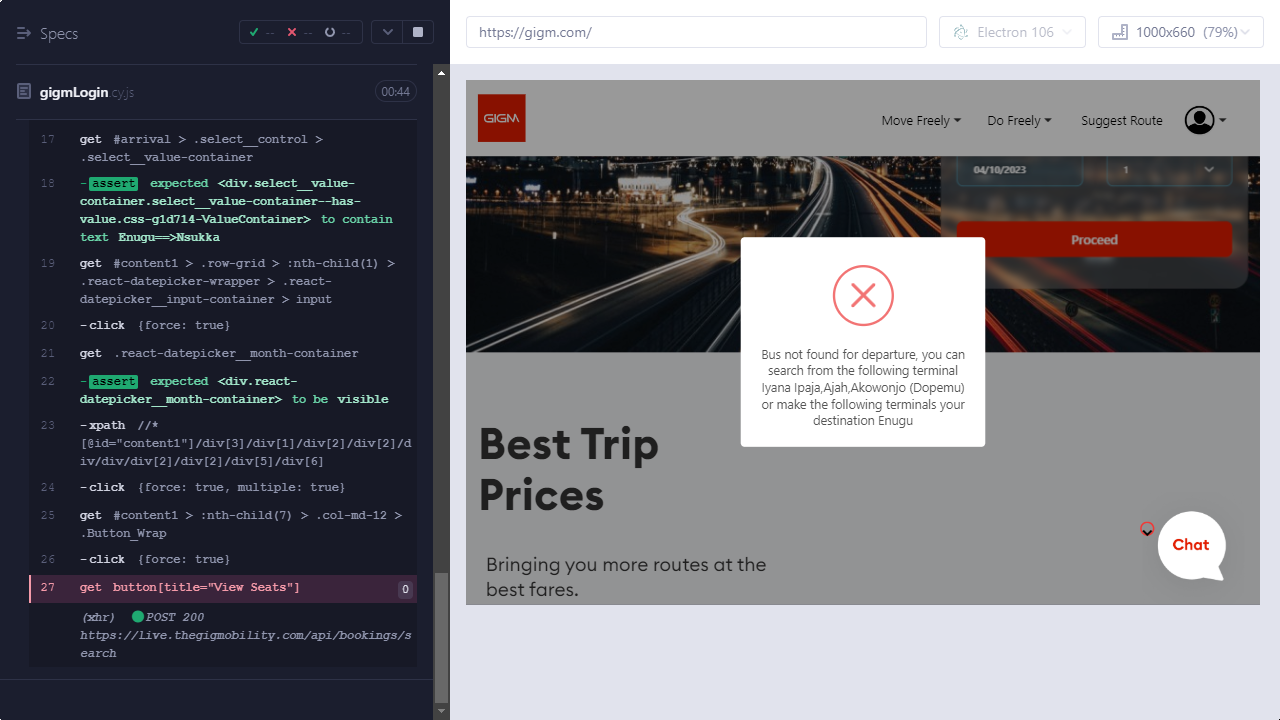 Specs
--
--
--
gigmLogin cy.js
00:44
17 get #arrival > .select__control >
.select__value-container
18 -assert expected <div.select__value-
container.select__value-container--has-
value.css-g1d714-ValueContainer> to contain
text Enugu==>Nsukka
19 get #content1 > .row-grid > :nth-child(1) >
.react-datepicker-wrapper > .react-
datepicker__input-container > input
20 -click {force: true}
21 get .react-datepicker__month-container
22 -assert expected <div.react-
datepicker__month-container> to be visible
23 -xpath //*
[@id="content1"]/div[3]/div[1]/div[2]/div[2]/d
iv/div/div[2]/div[2]/div[5]/div[6]
24 -click {force: true, multiple: true}
25 get #content1 > :nth-child(7) > .col-md-12 >
.Button_Wrap
26 -click {force: true}
27 get button[title="View Seats"] 0
(xhr) POST 200
https://live.thegigmobility.com/api/bookings/s
earch
https://gigm.com/
Electron 106
1000x660 (79%)
GIGM
Move Freely
Do Freely
Suggest Route
04/10/2023
1
Proceed
Bus not found for departure, you can
search from the following terminal
Iyana Ipaja,Ajah,Akowonjo (Dopemu)
or make the following terminals your
destination Enugu
Best Trip
Prices
Bringing you more routes at the
best fares.
Chat